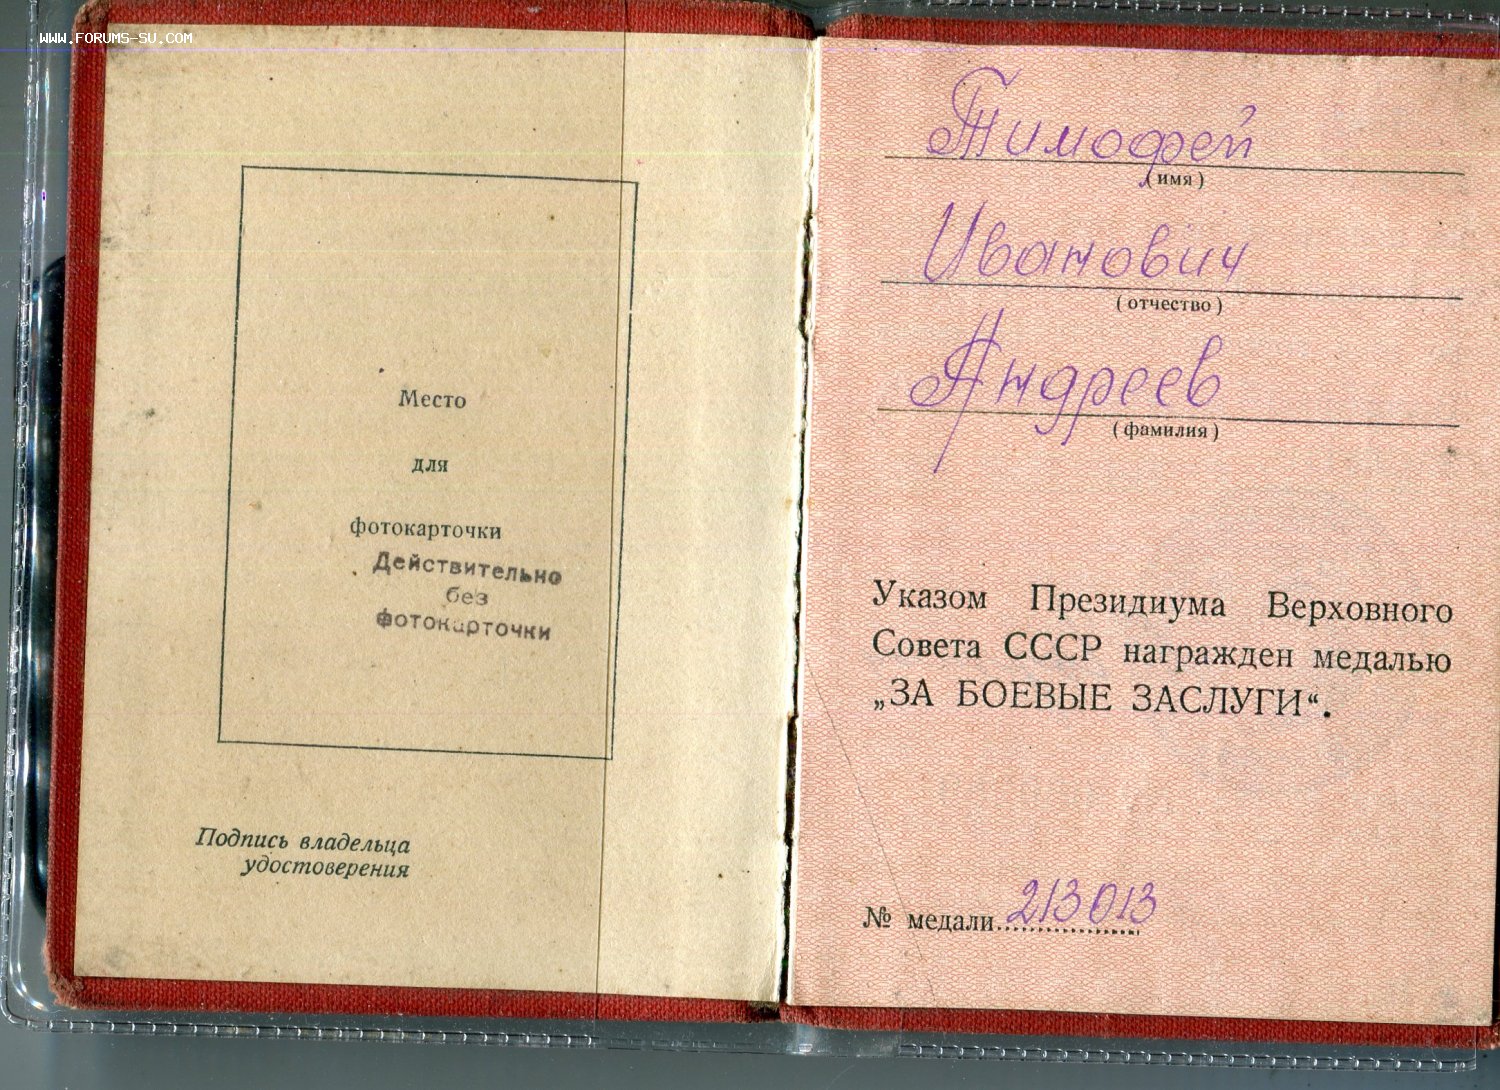 WWW.FORUMS-SU.COM
Место
для
фотокарточки
Действительно
без
фотокарточки
Подпись владельца
удостоверения
Тимофей
(имя)
Иванович
(отчество)
Андреев
(фамилия)
Указом Президиума Верховного
Совета СССР награжден медалью
„ЗА БОЕВЫЕ ЗАСЛУГИ“.
№ медали 213013